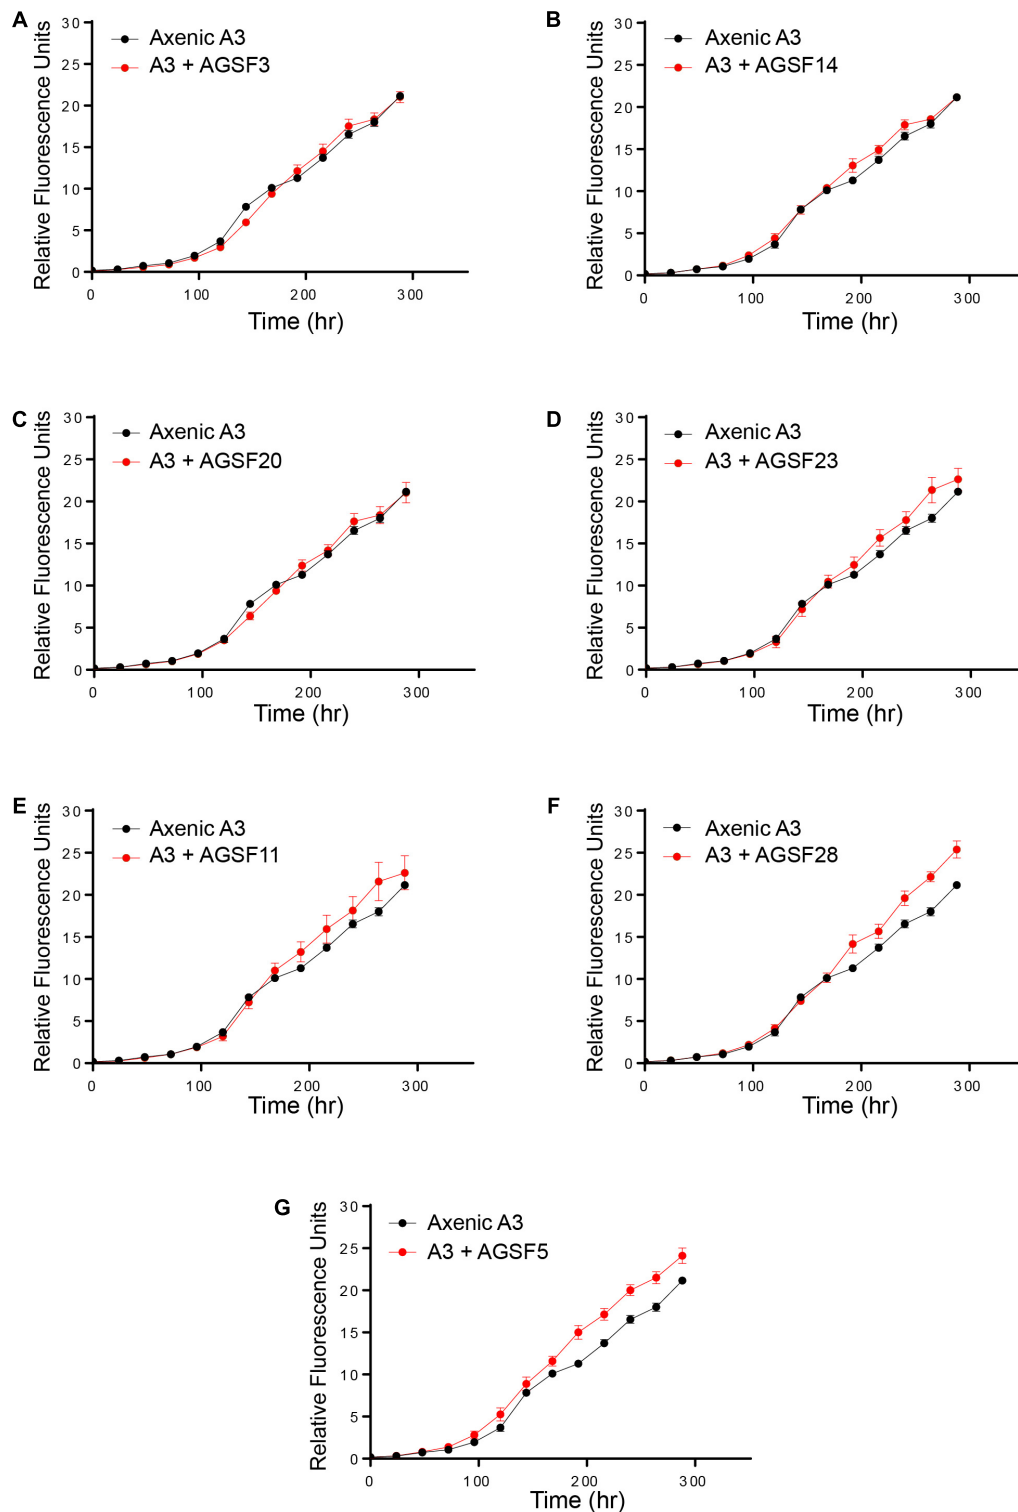 A
Relative Fluorescence Units
30
25
20
15
10
5
0
0 100 200 300
Time (hr)
Axenic A3
A3 + AGSF3
B
Relative Fluorescence Units
30
25
20
15
10
5
0
0 100 200 300
Time (hr)
Axenic A3
A3 + AGSF14
C
Relative Fluorescence Units
30
25
20
15
10
5
0
0 100 200 300
Time (hr)
Axenic A3
A3 + AGSF20
D
Relative Fluorescence Units
30
25
20
15
10
5
0
0 100 200 300
Time (hr)
Axenic A3
A3 + AGSF23
E
Relative Fluorescence Units
30
25
20
15
10
5
0
0 100 200 300
Time (hr)
Axenic A3
A3 + AGSF11
F
Relative Fluorescence Units
30
25
20
15
10
5
0
0 100 200 300
Time (hr)
Axenic A3
A3 + AGSF28
G
Relative Fluorescence Units
30
25
20
15
10
5
0
0 100 200 300
Time (hr)
Axenic A3
A3 + AGSF5